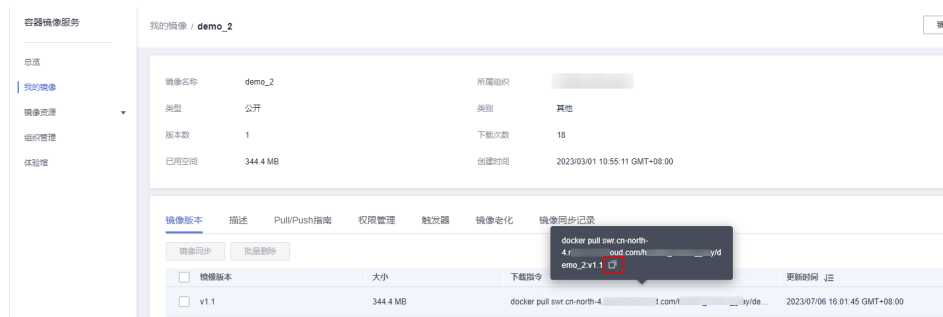 容器镜像服务
我的镜像 / demo_2
总览
我的镜像
镜像资源
组织管理
体验馆
镜像名称 demo_2 所属组织
类型 公开 类别 其他
版本数 1 下载次数 18
已用空间 344.4 MB 创建时间 2023/03/01 10:55:11 GMT+08:00
镜像版本 描述 Pull/Push指南 权限管理 触发器 镜像老化 镜像同步记录
镜像同步 批量删除
docker pull swr.cn-north-
4.r oud.com/h y/d
emo_2:v1.1
镜像版本 大小 下载指令 更新时间
v1.1 344.4 MB docker pull swr.cn-north-4. .com/ ay/de... 2023/07/06 16:01:45 GMT+08:00